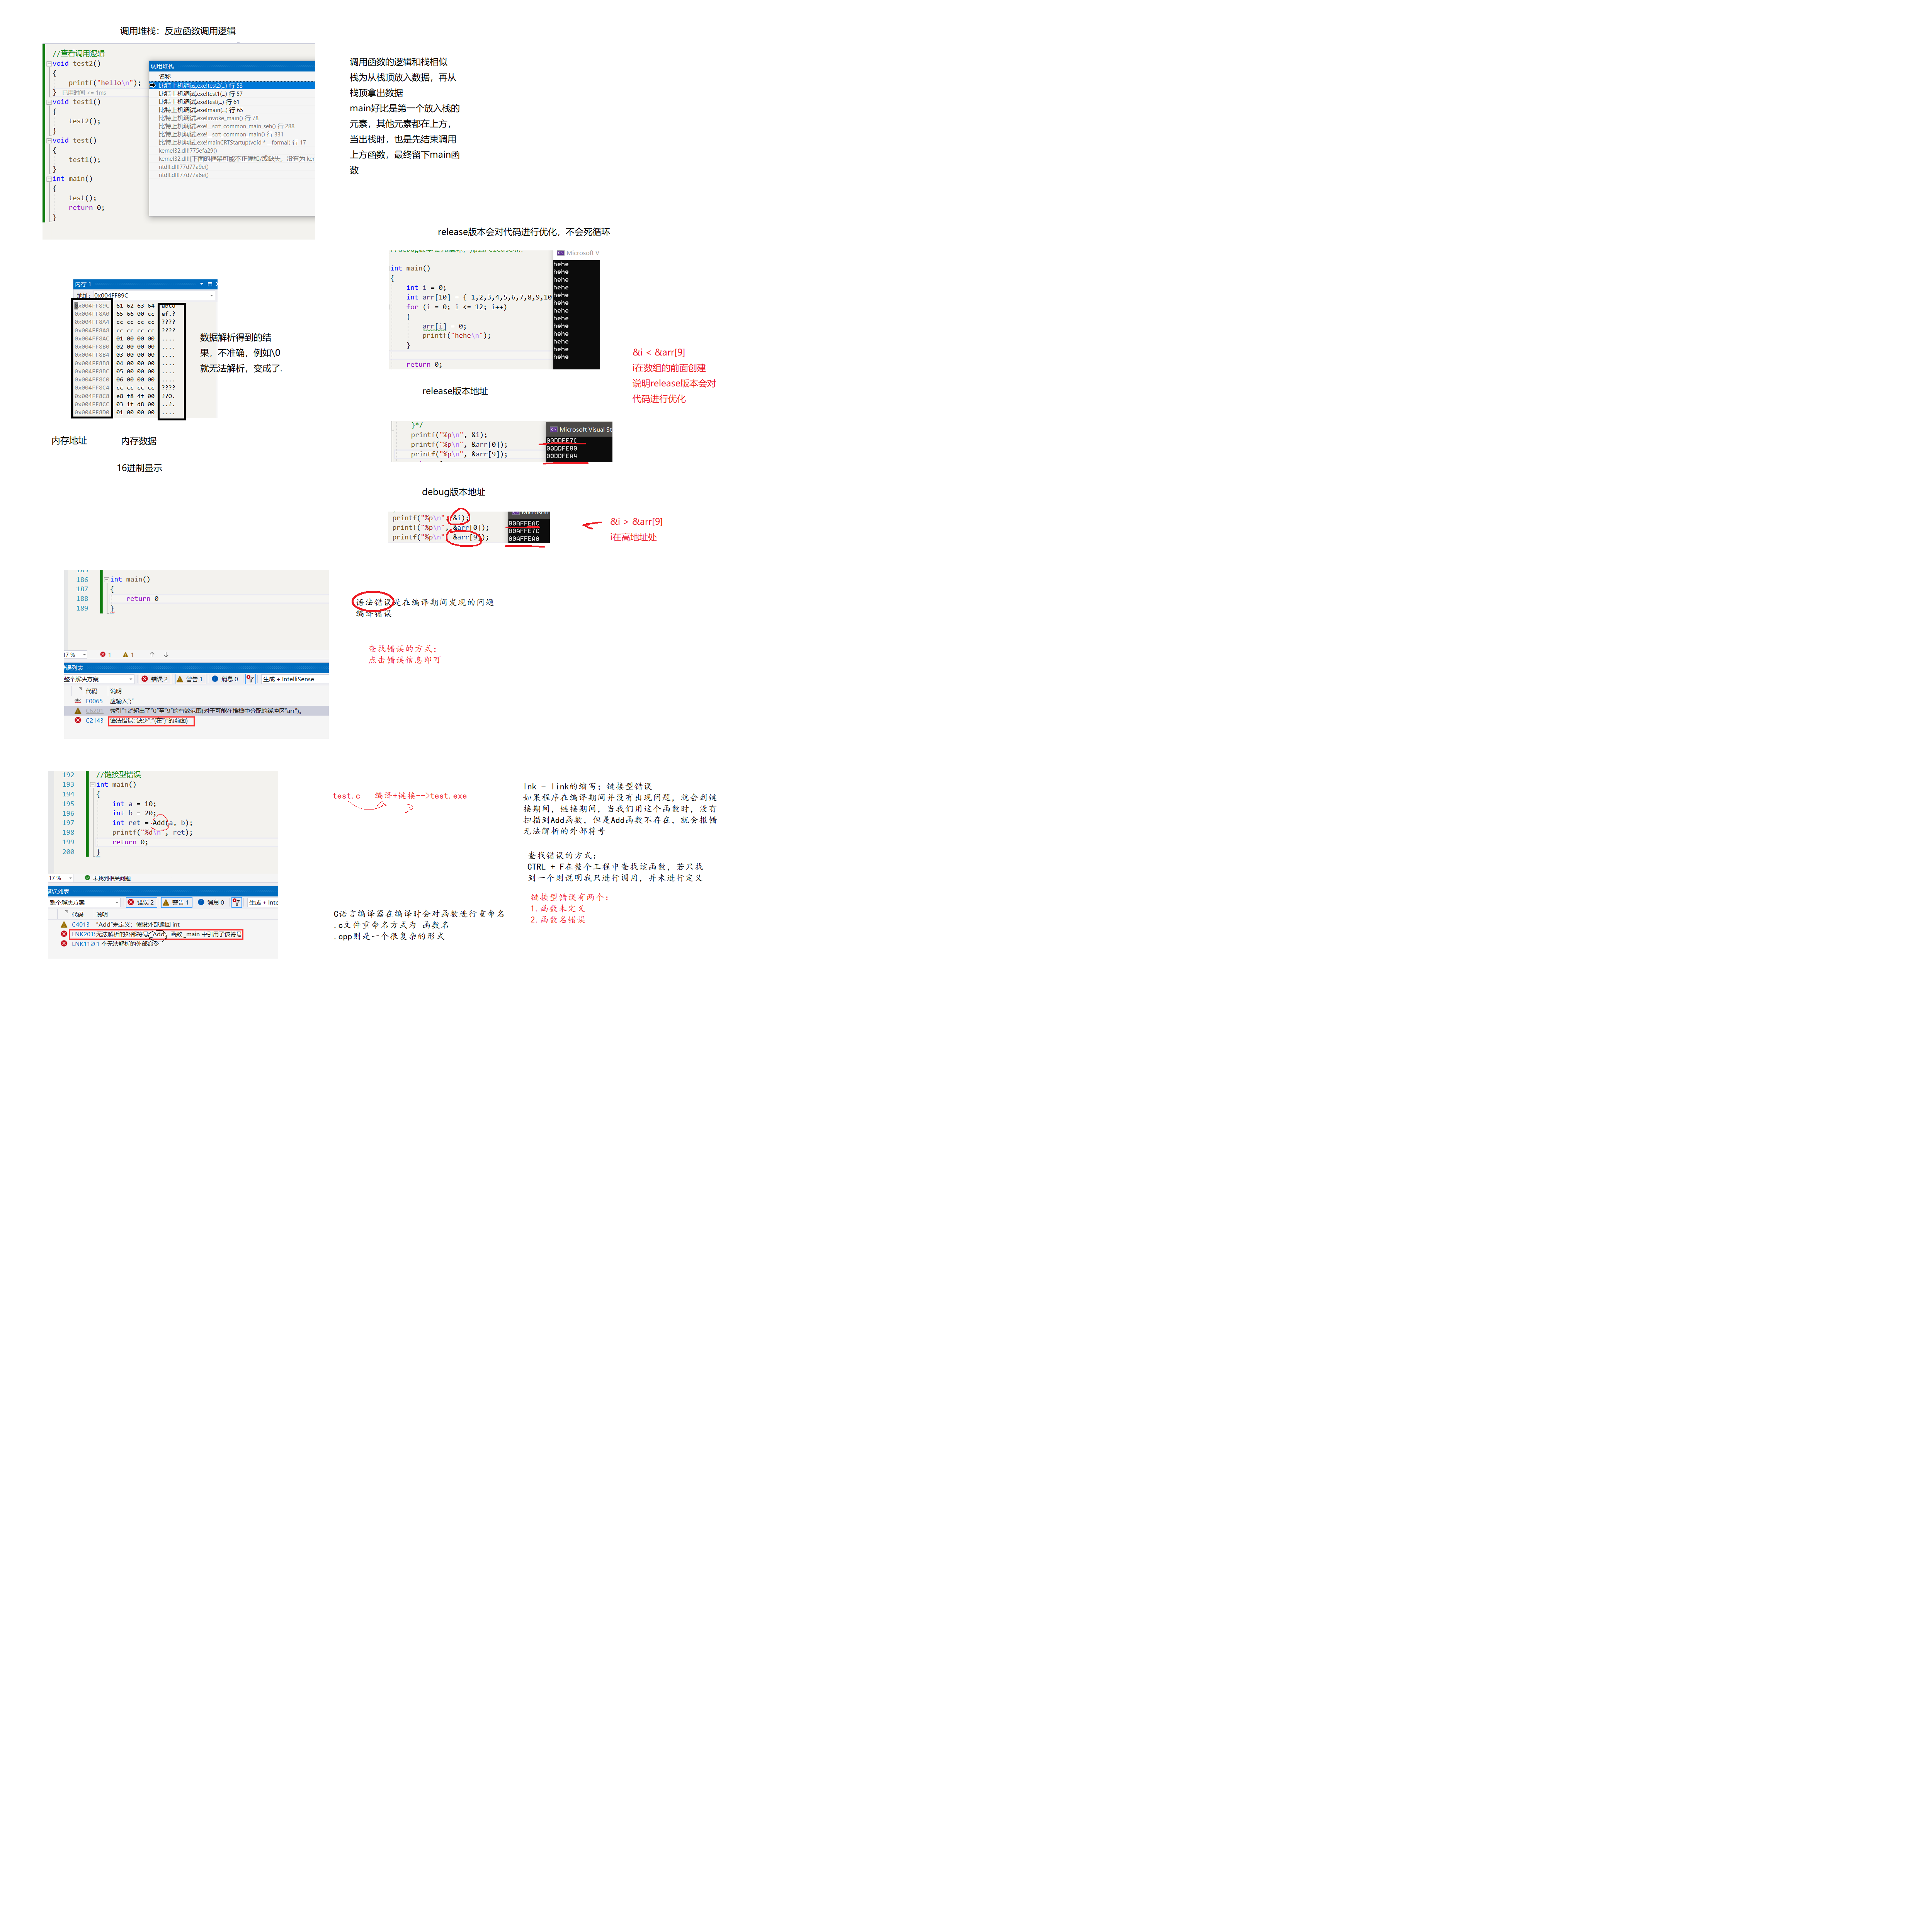 调用堆栈：反应函数调用逻辑
//查看调用逻辑
void test2()
{
printf("hello\n");
} 已用时间 <= 1ms
void test1()
{
test2();
}
void test()
{
test1();
}
int main()
{
test();
return 0;
}
调用堆栈
名称
比特上机调试.exe!test2(...) 行 53
比特上机调试.exe!test1(...) 行 57
比特上机调试.exe!test(...) 行 61
比特上机调试.exe!main(...) 行 65
比特上机调试.exe!invoke_main() 行 78
比特上机调试.exe!__scrt_common_main_seh() 行 288
比特上机调试.exe!__scrt_common_main() 行 331
比特上机调试.exe!mainCRTStartup(void * __formal) 行 17
kernel32.dll!775efa29()
kernel32.dll![下面的框架可能不正确和/或缺失，没有为 ker
ntdll.dll!77d77a9e()
ntdll.dll!77d77a6e()
调用函数的逻辑和栈相似
栈为从栈顶放入数据，再从
栈顶拿出数据
main好比是第一个放入栈的
元素，其他元素都在上方，
当出栈时，也是先结束调用
上方函数，最终留下main函
数
release版本会对代码进行优化，不会死循环
int main()
{
int i = 0;
int arr[10] = { 1,2,3,4,5,6,7,8,9,10
for (i = 0; i <= 12; i++)
{
arr[i] = 0;
printf("hehe\n");
}
return 0;
Microsoft V
hehe
hehe
hehe
hehe
hehe
hehe
hehe
hehe
hehe
hehe
hehe
hehe
hehe
&i < &arr[9]
i在数组的前面创建
说明release版本会对
代码进行优化
内存 1
地址: 0x004FF89C
0x004FF89C 61 62 63 64 abcd
0x004FF8A0 65 66 00 cc ef.?
0x004FF8A4 cc cc cc cc ????
0x004FF8A8 cc cc cc cc ????
0x004FF8AC 01 00 00 00 ....
0x004FF8B0 02 00 00 00 ....
0x004FF8B4 03 00 00 00 ....
0x004FF8B8 04 00 00 00 ....
0x004FF8BC 05 00 00 00 ....
0x004FF8C0 06 00 00 00 ....
0x004FF8C4 cc cc cc cc ????
0x004FF8C8 e8 f8 4f 00 ??O.
0x004FF8CC 03 1f d8 00 ..?.
0x004FF8D0 01 00 00 00 ....
数据解析得到的结
果，不准确，例如\0
就无法解析，变成了.
内存地址 内存数据
16进制显示
release版本地址
}*/
printf("%p\n", &i);
printf("%p\n", &arr[0]);
printf("%p\n", &arr[9]);
Microsoft Visual St
00DDFE7C
00DDFE80
00DDFEA4
debug版本地址
printf("%p\n", &i);
printf("%p\n", &arr[0]);
printf("%p\n", &arr[9]);
00AFFEAC
00AFFE7C
00AFFEA0
&i > &arr[9]
i在高地址处
186 int main()
187 {
188 return 0
189 }
17 % 1 1
错误列表
整个解决方案 错误 2 警告 1 消息 0 生成 + IntelliSense
代码 说明
E0065 应输入";"
索引"12"超出了"0"至"9"的有效范围(对于可能在堆栈中分配的缓冲区"arr")。
C2143 语法错误: 缺少";"(在"}"的前面)
语法错误是在编译期间发现的问题
编译错误
查找错误的方式：
点击错误信息即可
192 //链接型错误
193 int main()
194 {
195 int a = 10;
196 int b = 20;
197 int ret = Add(a, b);
198 printf("%d\n", ret);
199 return 0;
200 }
17 % 未找到相关问题
错误列表
整个解决方案 错误 2 警告 1 消息 0 生成 + Inte
代码 说明
C4013 "Add"未定义；假设外部返回 int
LNK2019 无法解析的外部符号 _Add，函数 _main 中引用了该符号
LNK1120 1 个无法解析的外部命令
test.c 编译+链接-->test.exe
lnk - link的缩写；链接型错误
如果程序在编译期间并没有出现问题，就会到链
接期间，链接期间，当我们用这个函数时，没有
扫描到Add函数，但是Add函数不存在，就会报错
无法解析的外部符号
查找错误的方式：
CTRL + F在整个工程中查找该函数，若只找
到一个则说明我只进行调用，并未进行定义
链接型错误有两个：
1.函数未定义
2.函数名错误
C语言编译器在编译时会对函数进行重命名
.c文件重命名方式为_函数名
.cpp则是一个很复杂的形式